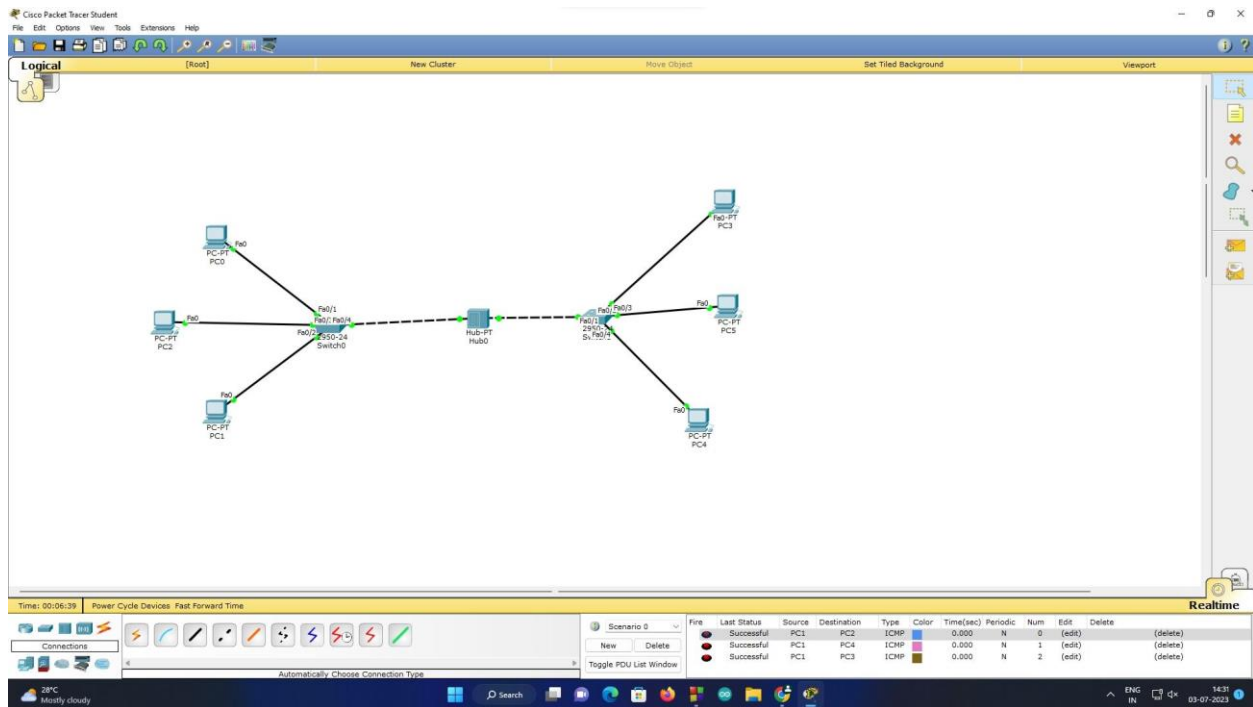 Cisco Packet Tracer Student
File Edit Options View Tools Extensions Help
Logical [Root] New Cluster Move Object Set Tiled Background Viewport
Fa0-PT
PC3
Fa0
PC-PT
PC0
Fa0/1
Fa0/3
Fa0
PC-PT
PC5
Fa0
PC-PT
PC2
Fa0/4
Fa0/2
2950-24
Switch0
Hub-PT
Hub0
Fa0/1
Fa0/4
Fa0
PC-PT
PC1
Fa0
PC-PT
PC4
Time: 00:06:39 Power Cycle Devices Fast Forward Time Realtime
Connections
Automatically Choose Connection Type
Scenario 0
New Delete
Toggle PDU List Window
Fire Last Status Source Destination Type Color Time(sec) Periodic Num Edit Delete
Successful PC1 PC2 ICMP 0.000 N 0 (edit) (delete)
Successful PC1 PC4 ICMP 0.000 N 1 (edit) (delete)
Successful PC1 PC3 ICMP 0.000 N 2 (edit) (delete)
28°C
Mostly cloudy
Search
ENG
IN
14:31
03-07-2023